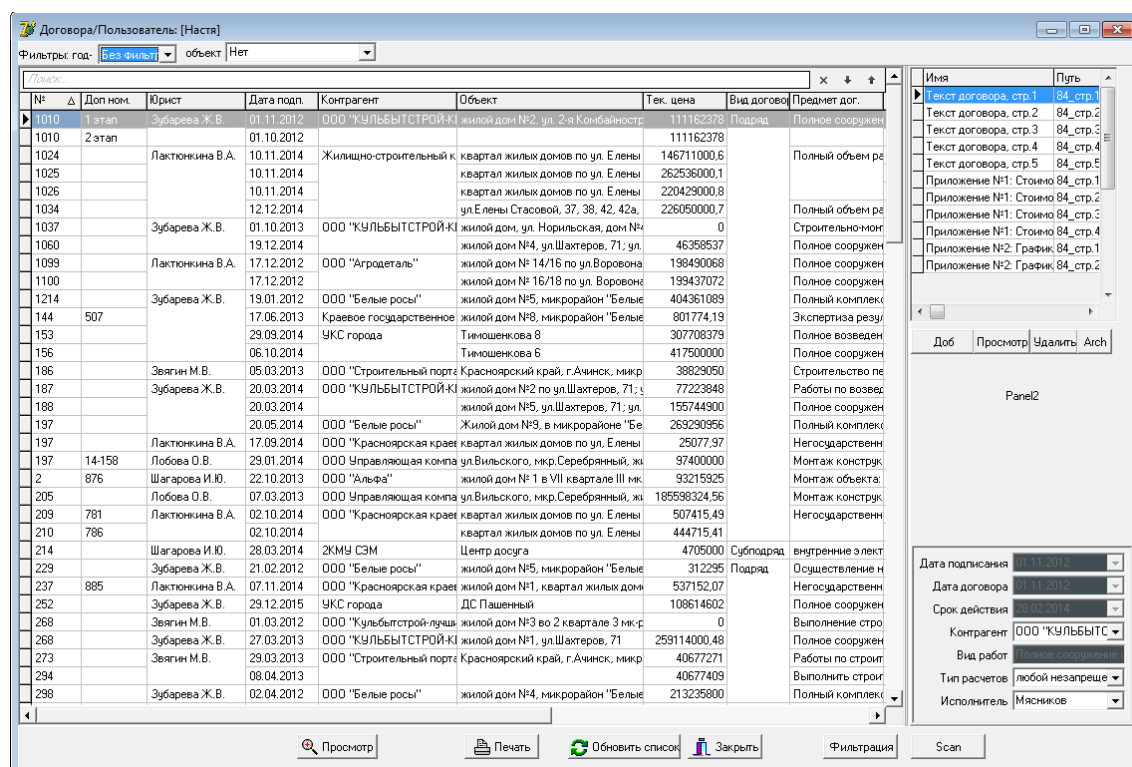 Договора/Пользователь: [Настя]
Фильтры: год- Без фильт объект Нет
Поиск...
№ Доп ном. Юрист Дата подп. Контрагент Объект Тек. цена Вид договор Предмет дог.
1010 1 этап Зубарева Ж.В. 01.11.2012 ООО "КУЛЬБЫТСТРОЙ-КІ жилой дом №2, ул. 2-я Комбайностр 111162378 Подряд Полное сооружен
1010 2 этап 01.10.2012 111162378
1024 Лактюнкина В.А. 10.11.2014 Жилищно-строительный к квартал жилых домов по ул. Елены 146711000,6 Полный объем ра
1025 10.11.2014 квартал жилых домов по ул. Елены 262536000,1
1026 10.11.2014 квартал жилых домов по ул. Елены 220429000,8
1034 12.12.2014 ул.Елены Стасовой, 37, 38, 42, 42а, 226050000,7 Полный объем ра
1037 Зубарева Ж.В. 01.10.2013 ООО "КУЛЬБЫТСТРОЙ-КІ жилой дом, ул. Норильская, дом №4 0 Строительно-мон
1060 19.12.2014 жилой дом №4, ул.Шахтеров, 71; ул. 46358537 Полное сооружен
1099 Лактюнкина В.А. 17.12.2012 ООО "Агродеталь" жилой дом № 14/16 по ул.Воровона 198490068 Полное сооружен
1100 17.12.2012 жилой дом № 16/18 по ул. Воровона 199437072 Полное сооружен
1214 Зубарева Ж.В. 19.01.2012 ООО "Белые росы" жилой дом №5, микрорайон "Белые 404361089 Полный комплекс
144 507 17.06.2013 Краевое государственное жилой дом №8, микрорайон "Белые 801774,19 Экспертиза резул
153 29.09.2014 УКС города Тимошенкова 8 307708379 Полное возведен
156 06.10.2014 Тимошенкова 6 417500000 Полное сооружен
186 Звягин М.В. 05.03.2013 ООО "Строительный порта Красноярский край, г.Ачинск, микр 38829050 Строительство пе
187 Зубарева Ж.В. 20.03.2014 ООО "КУЛЬБЫТСТРОЙ-КІ жилой дом №2 по ул.Шахтеров, 71; у 77223848 Работы по возвед
188 20.03.2014 жилой дом №5, ул.Шахтеров, 71; ул. 155744900 Полное сооружен
197 20.05.2014 ООО "Белые росы" Жилой дом №9, в микрорайоне "Бе 269290956 Полный комплекс
197 Лактюнкина В.А. 17.09.2014 ООО "Красноярская краев квартал жилых домов по ул, Елены 25077,97 Негосударственн
197 14-158 Лобова О.В. 29.01.2014 ООО Управляющая компа ул.Вильского, мкр.Серебрянный, жи 97400000 Монтаж конструк
2 876 Шагарова И.Ю. 22.10.2013 ООО "Альфа" жилой дом № 1 в VII квартале III мк 93215925 Монтаж объекта:
205 Лобова О.В. 07.03.2013 ООО Управляющая компа ул.Вильского, мкр.Серебрянный, жи 185598324,56 Монтаж конструк
209 781 Лактюнкина В.А. 02.10.2014 ООО "Красноярская краев квартал жилых домов по ул. Елены 507415,49 Негосударственн
210 786 02.10.2014 квартал жилых домов по ул. Елены 444715,41
214 Шагарова И.Ю. 28.03.2014 2КМУ СЭМ Центр досуга 4705000 Субподряд внутренние элект
229 Зубарева Ж.В. 21.02.2012 ООО "Белые росы" жилой дом №5, микрорайон "Белые 312295 Подряд Осуществление н
237 885 Лактюнкина В.А. 07.11.2014 ООО "Красноярская краев жилой дом №1, квартал жилых дом 537152,07 Негосударственн
252 Зубарева Ж.В. 29.12.2015 УКС города ДС Пашенный 108614602 Полное сооружен
268 Звягин М.В. 01.03.2012 ООО "Культбытстрой-лучш жилой дом №3 во 2 квартале 3 мк-р 0 Выполнение стро
268 Зубарева Ж.В. 27.03.2013 ООО "КУЛЬБЫТСТРОЙ-КІ жилой дом №1, ул.Шахтеров, 71 259114000,48 Полное сооружен
273 Звягин М.В. 29.03.2013 ООО "Строительный порта Красноярский край, г.Ачинск, микр 40677271 Работы по строит
294 08.04.2013 40677409 Выполнить строи
298 Зубарева Ж.В. 02.04.2012 ООО "Белые росы" жилой дом №4, микрорайон "Белые 213235800 Полный комплекс
Просмотр Печать Обновить список Закрыть Фильтрация Scan
Имя Путь
Текст договора, стр.1 84_стр.1
Текст договора, стр.2 84_стр.2
Текст договора, стр.3 84_стр.3
Текст договора, стр.4 84_стр.4
Текст договора, стр.5 84_стр.5
Приложение №1: Стоимо 84_стр.1
Приложение №1: Стоимо 84_стр.2
Приложение №1: Стоимо 84_стр.3
Приложение №1: Стоимо 84_стр.4
Приложение №2: График 84_стр.1
Приложение №2: График 84_стр.2
Доб Просмотр Удалить Arch
Panel2
Дата подписания 01.11.2012
Дата договора 01.11.2012
Срок действия 28.02.2014
Контрагент ООО "КУЛЬБЫТС
Вид работ Полное сооружение
Тип расчетов любой незапреще
Исполнитель Мясников